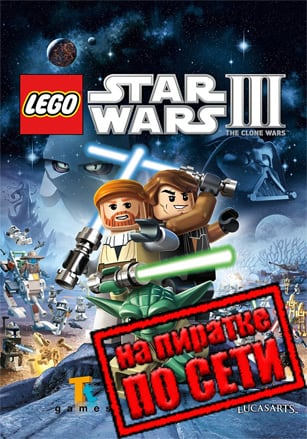 LEGO
STAR
WARS III
THE CLONE WARS
на пиратке
ПО СЕТИ
Tt
games
LUCASARTS